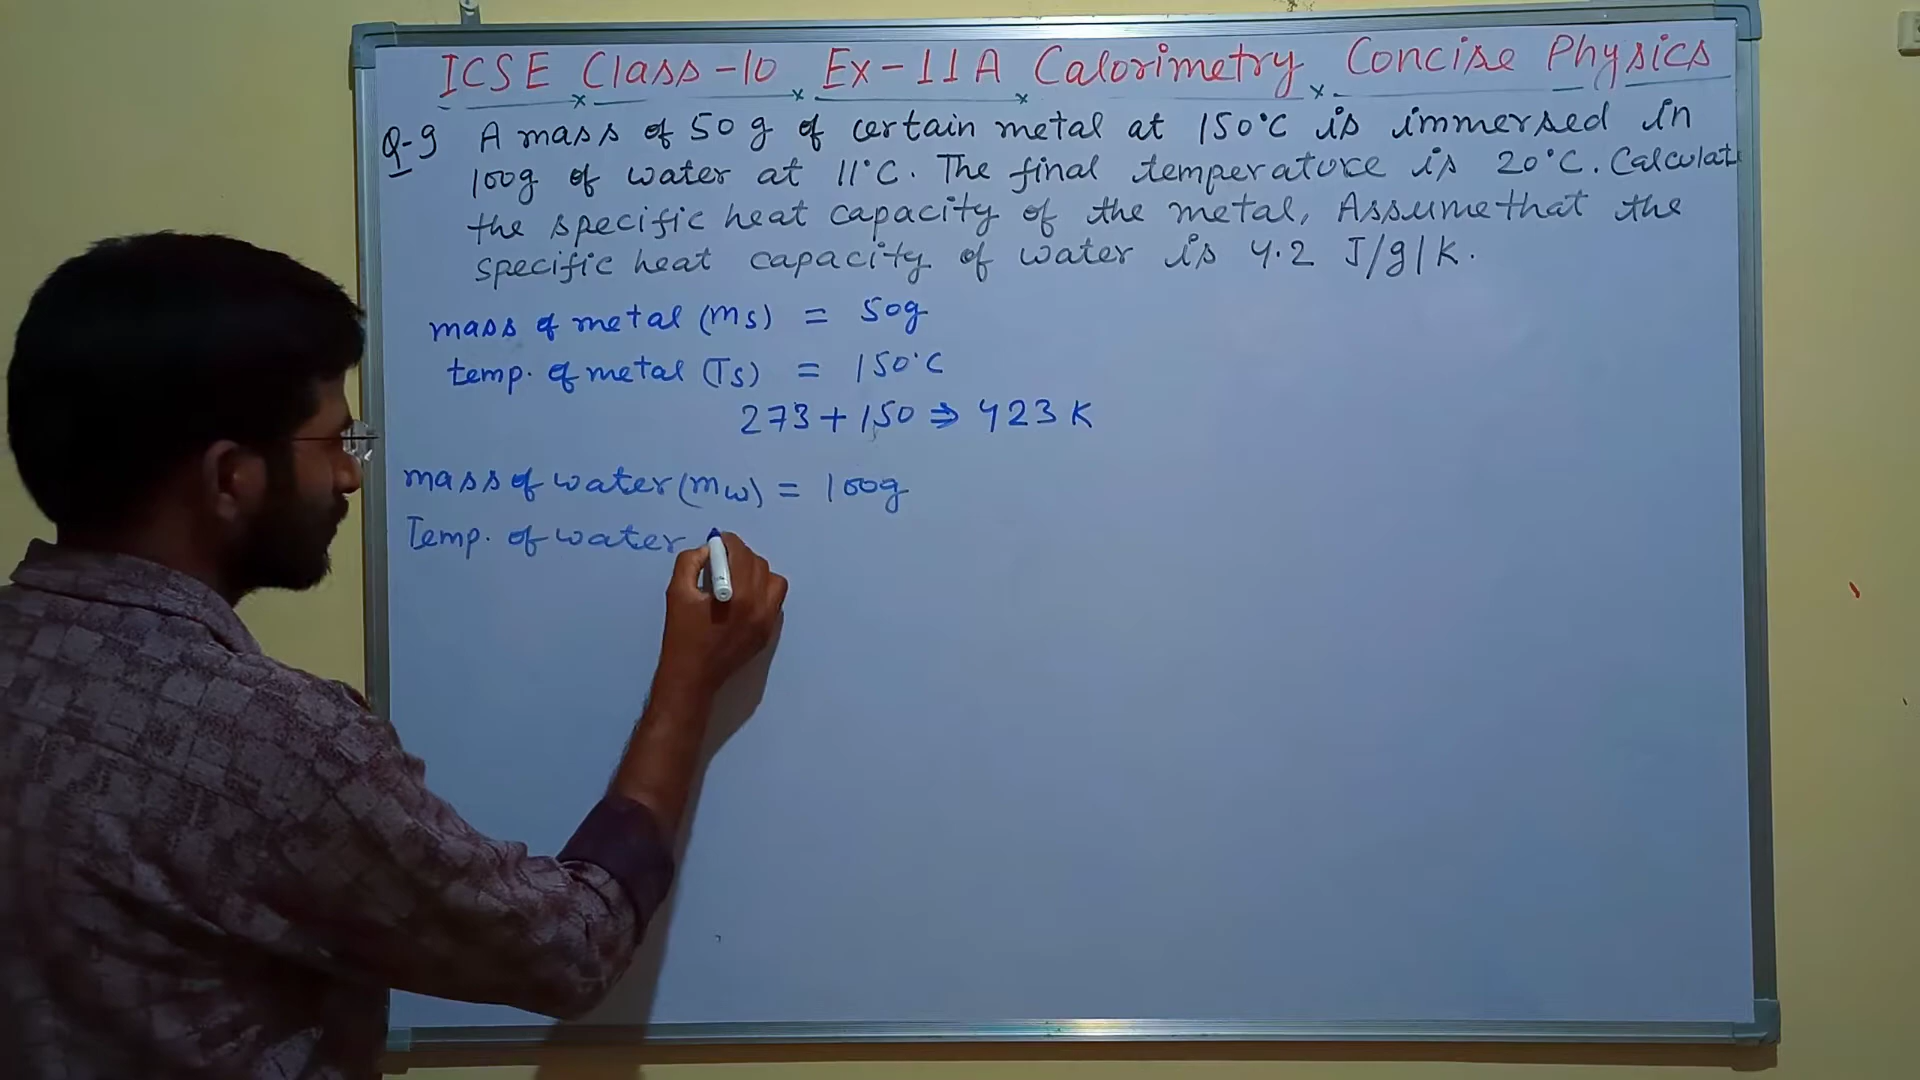 ICSE Class-10 Ex-11A Calorimetry Concise Physics
Q-9 A mass of 50 g of certain metal at 150°C is immersed in
100g of water at 11°C. The final temperature is 20°C. Calculate
the specific heat capacity of the metal, Assume that the
specific heat capacity of water is 4.2 J/g/K.
mass of metal (ms) = 50g
temp. of metal (Ts) = 150°C
273+150 ⇒ 423 K
mass of water (mw) = 100g
Temp. of water